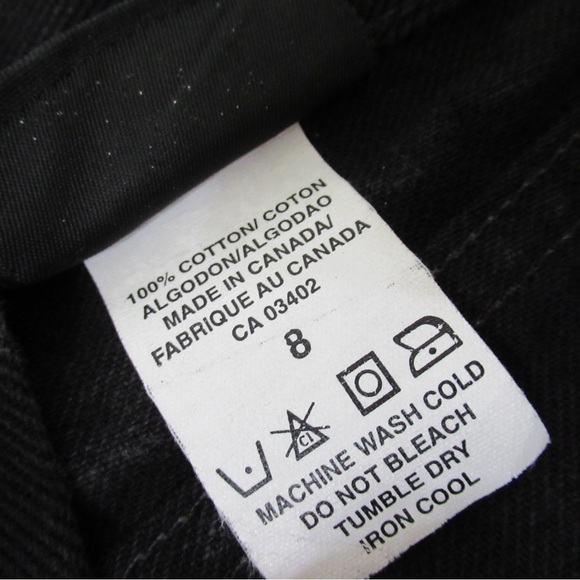 100% COTTON/ COTON
ALGODON/ALGODAO
MADE IN CANADA/
FABRIQUE AU CANADA
CA 03402
8
Cl
MACHINE WASH COLD
DO NOT BLEACH
TUMBLE DRY
IRON COOL